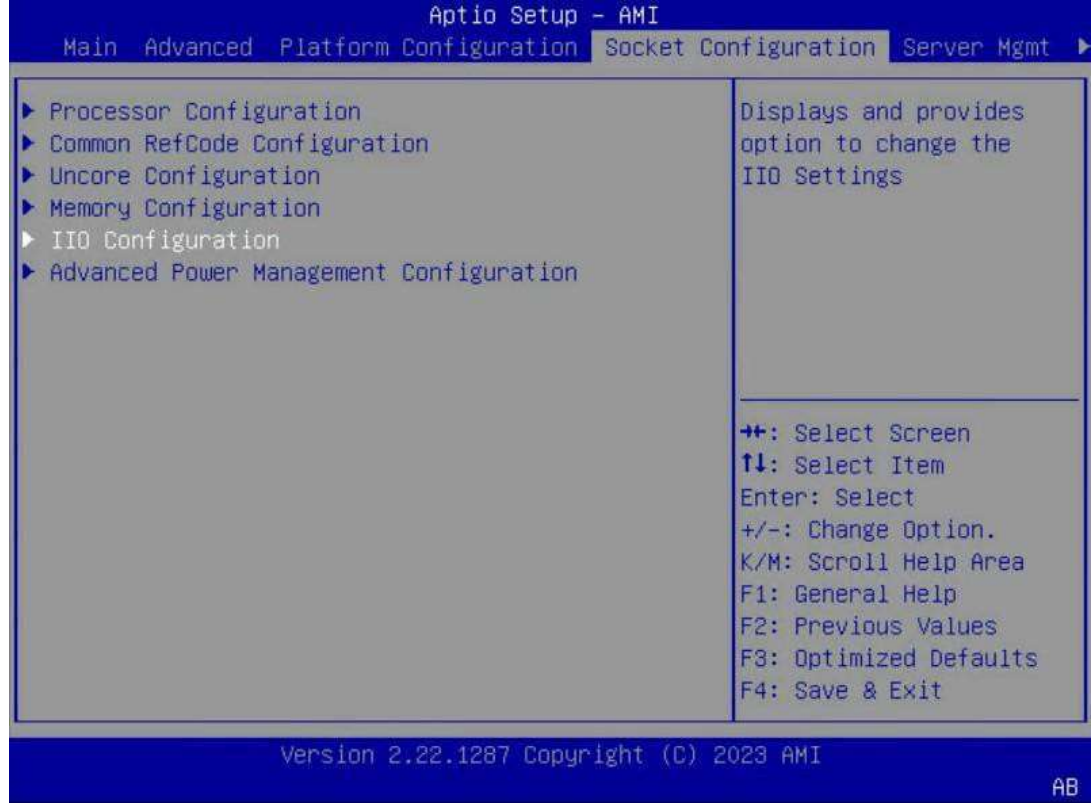 Aptio Setup – AMI
Main Advanced Platform Configuration Socket Configuration Server Mgmt ▶
▶ Processor Configuration
▶ Common RefCode Configuration
▶ Uncore Configuration
▶ Memory Configuration
▶ IIO Configuration
▶ Advanced Power Management Configuration
Displays and provides
option to change the
IIO Settings
→←: Select Screen
↑↓: Select Item
Enter: Select
+/-: Change Option.
K/M: Scroll Help Area
F1: General Help
F2: Previous Values
F3: Optimized Defaults
F4: Save & Exit
Version 2.22.1287 Copyright (C) 2023 AMI
AB